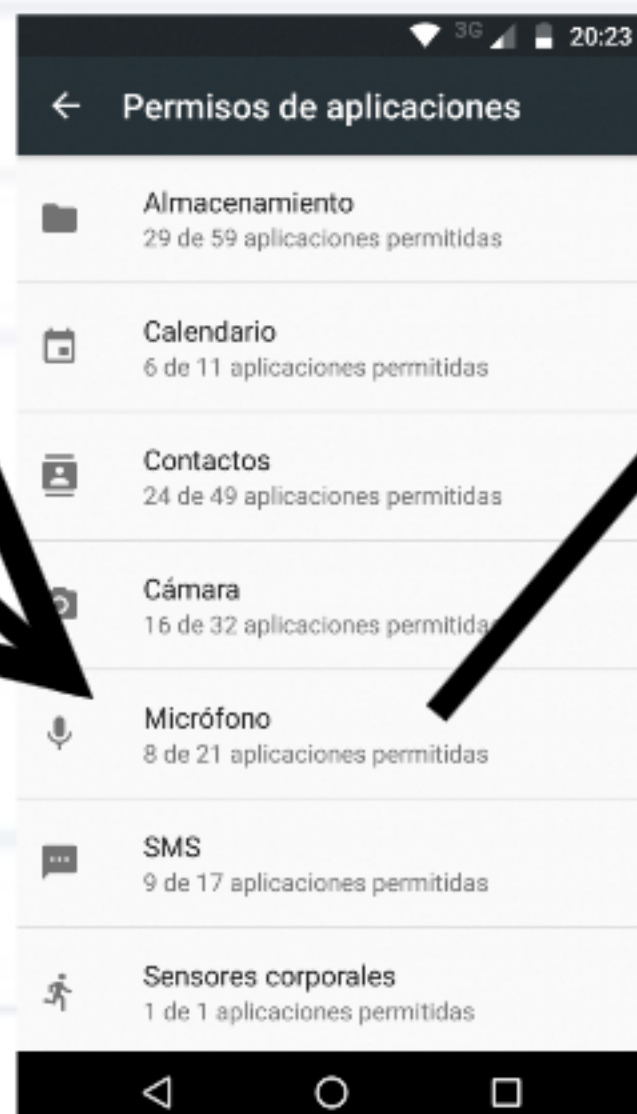 3G 20:23
Permisos de aplicaciones
Almacenamiento
29 de 59 aplicaciones permitidas
Calendario
6 de 11 aplicaciones permitidas
Contactos
24 de 49 aplicaciones permitidas
Cámara
16 de 32 aplicaciones permitida
Micrófono
8 de 21 aplicaciones permitidas
SMS
9 de 17 aplicaciones permitidas
Sensores corporales
1 de 1 aplicaciones permitidas